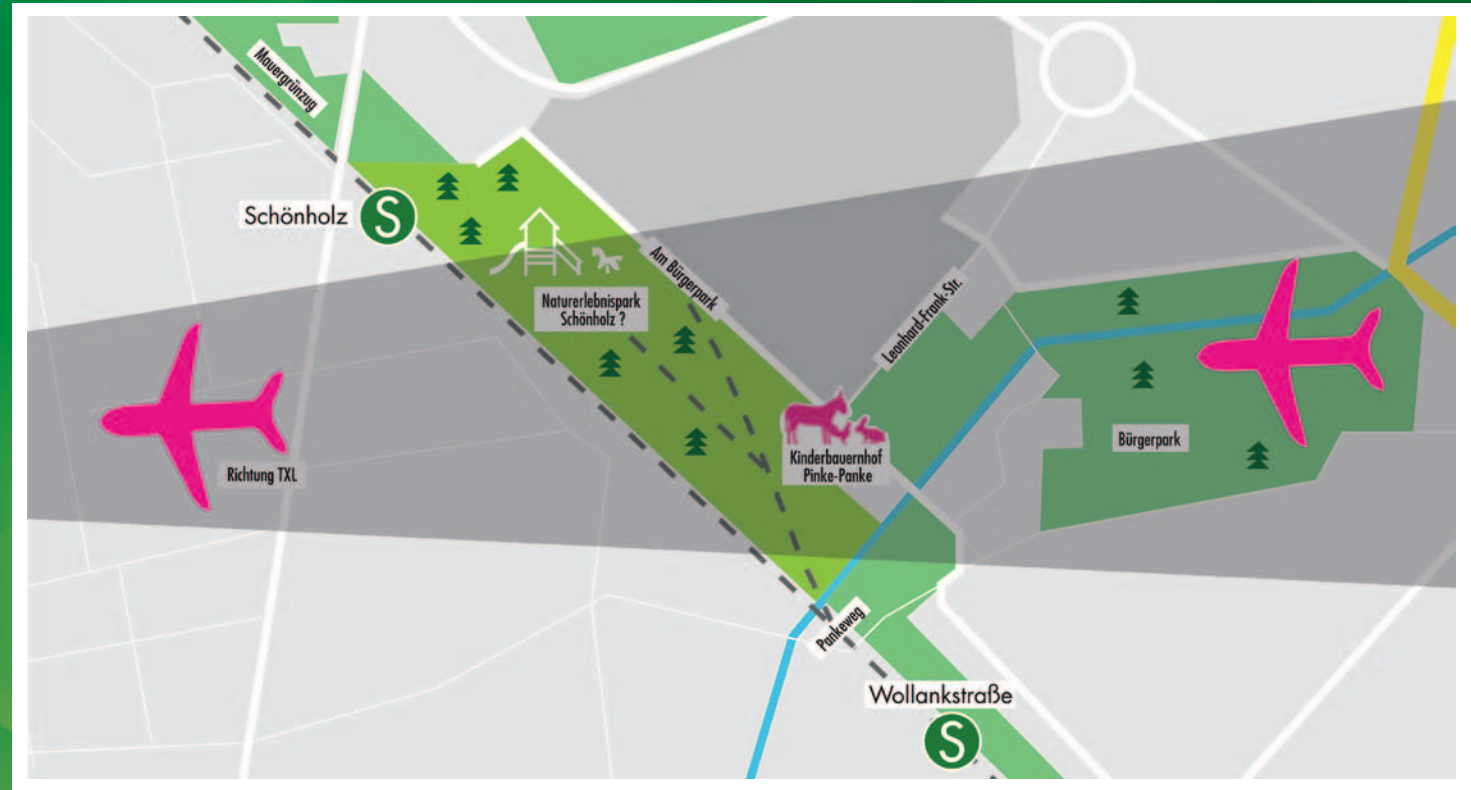 Mauergrünzug
Schönholz
S
Am Bürgerpark
Naturerlebnispark
Schönholz ?
Leonhard-Frank-Str.
Kinderbauernhof
Pinke-Panke
Bürgerpark
Richtung TXL
Pankeweg
Wollankstraße
S